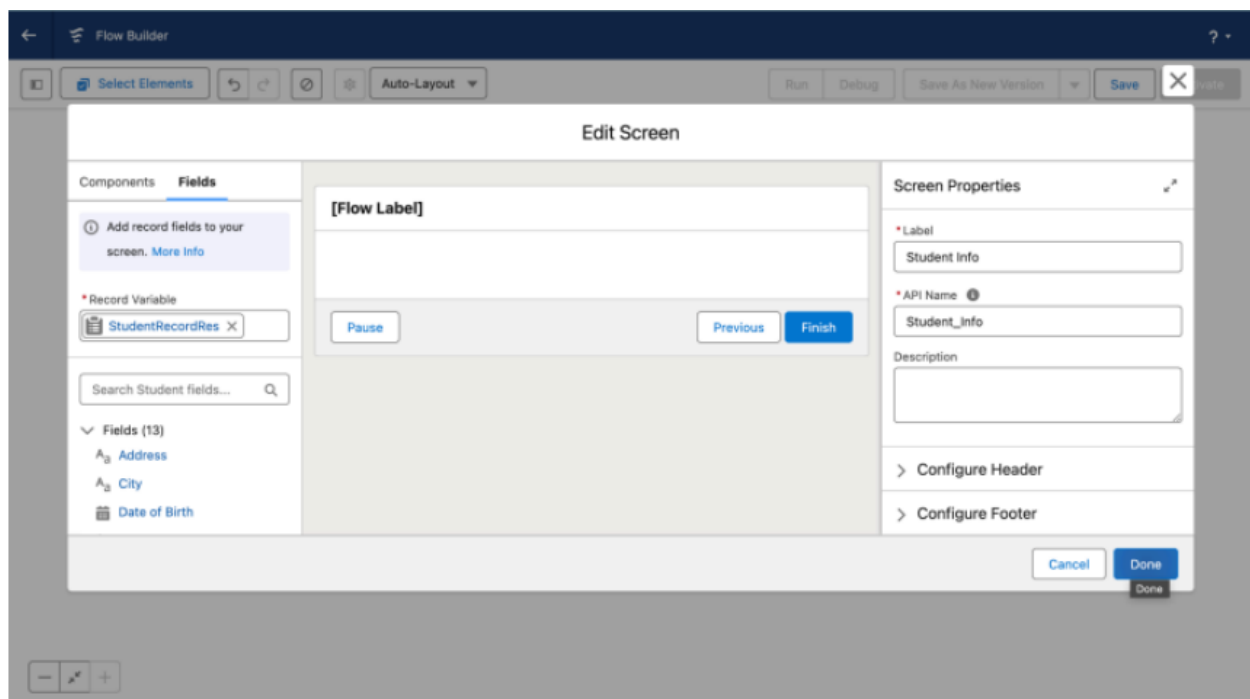 Flow Builder
?
Select Elements
Auto-Layout
Run
Debug
Save As New Version
Save
Edit Screen
Components
Fields
Add record fields to your
screen. More Info
*Record Variable
StudentRecordRes
Search Student fields...
Fields (13)
Aa Address
Aa City
Date of Birth
[Flow Label]
Pause
Previous
Finish
Screen Properties
*Label
Student Info
*API Name
Student_Info
Description
Configure Header
Configure Footer
Cancel
Done
Done